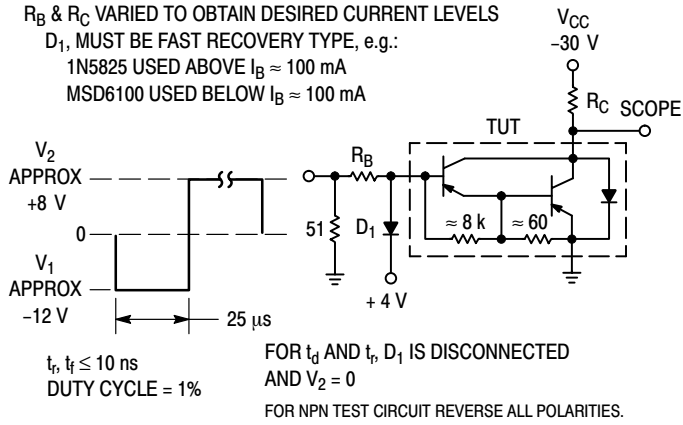 R_B & R_C VARIED TO OBTAIN DESIRED CURRENT LEVELS
D_1, MUST BE FAST RECOVERY TYPE, e.g.:
1N5825 USED ABOVE I_B ≈ 100 mA
MSD6100 USED BELOW I_B ≈ 100 mA
V_CC
−30 V
R_C SCOPE
TUT
V_2
APPROX
+8 V
0
V_1
APPROX
−12 V
25 μs
R_B
51
D_1
+ 4 V
≈ 8 k
≈ 60
t_r, t_f ≤ 10 ns
DUTY CYCLE = 1%
FOR t_d AND t_r, D_1 IS DISCONNECTED
AND V_2 = 0
FOR NPN TEST CIRCUIT REVERSE ALL POLARITIES.